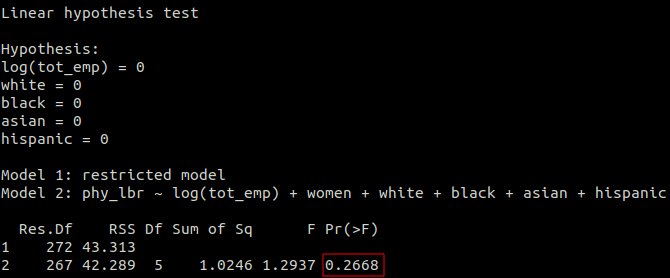 Linear hypothesis test
Hypothesis:
log(tot_emp) = 0
white = 0
black = 0
asian = 0
hispanic = 0
Model 1: restricted model
Model 2: phy_lbr ~ log(tot_emp) + women + white + black + asian + hispanic
Res.Df RSS Df Sum of Sq F Pr(>F)
1 272 43.313
2 267 42.289 5 1.0246 1.2937 0.2668